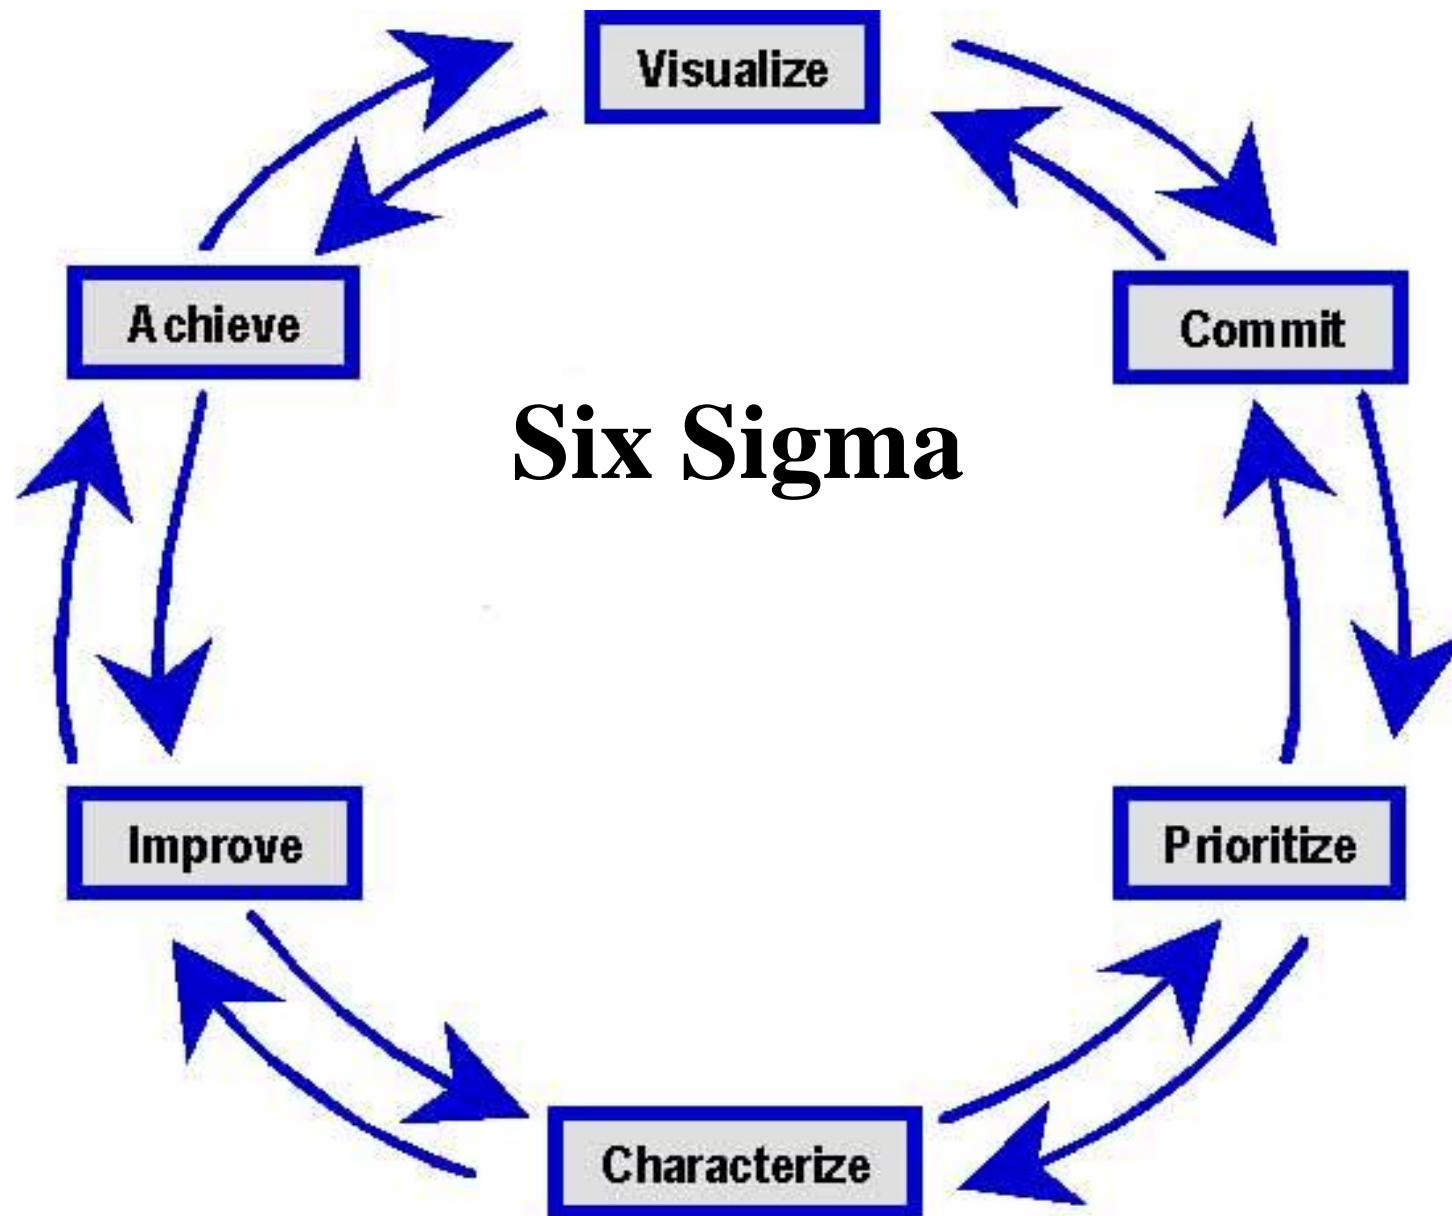 Visualize
Achieve
Commit
Six Sigma
Improve
Prioritize
Characterize